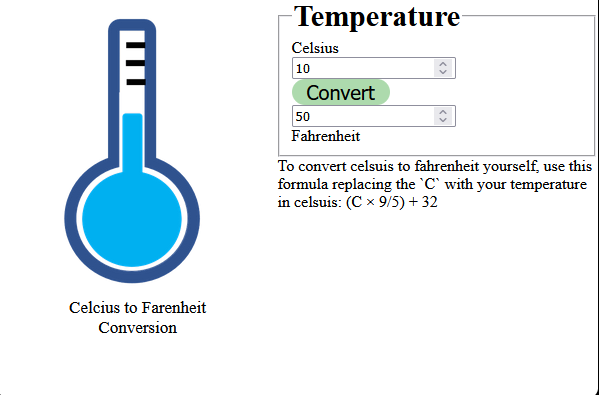 Temperature
Celsius
10
Convert
50
Fahrenheit
To convert celsuis to fahrenheit yourself, use this
formula replacing the `C` with your temperature
in celsuis: (C × 9/5) + 32
Celcius to Farenheit
Conversion